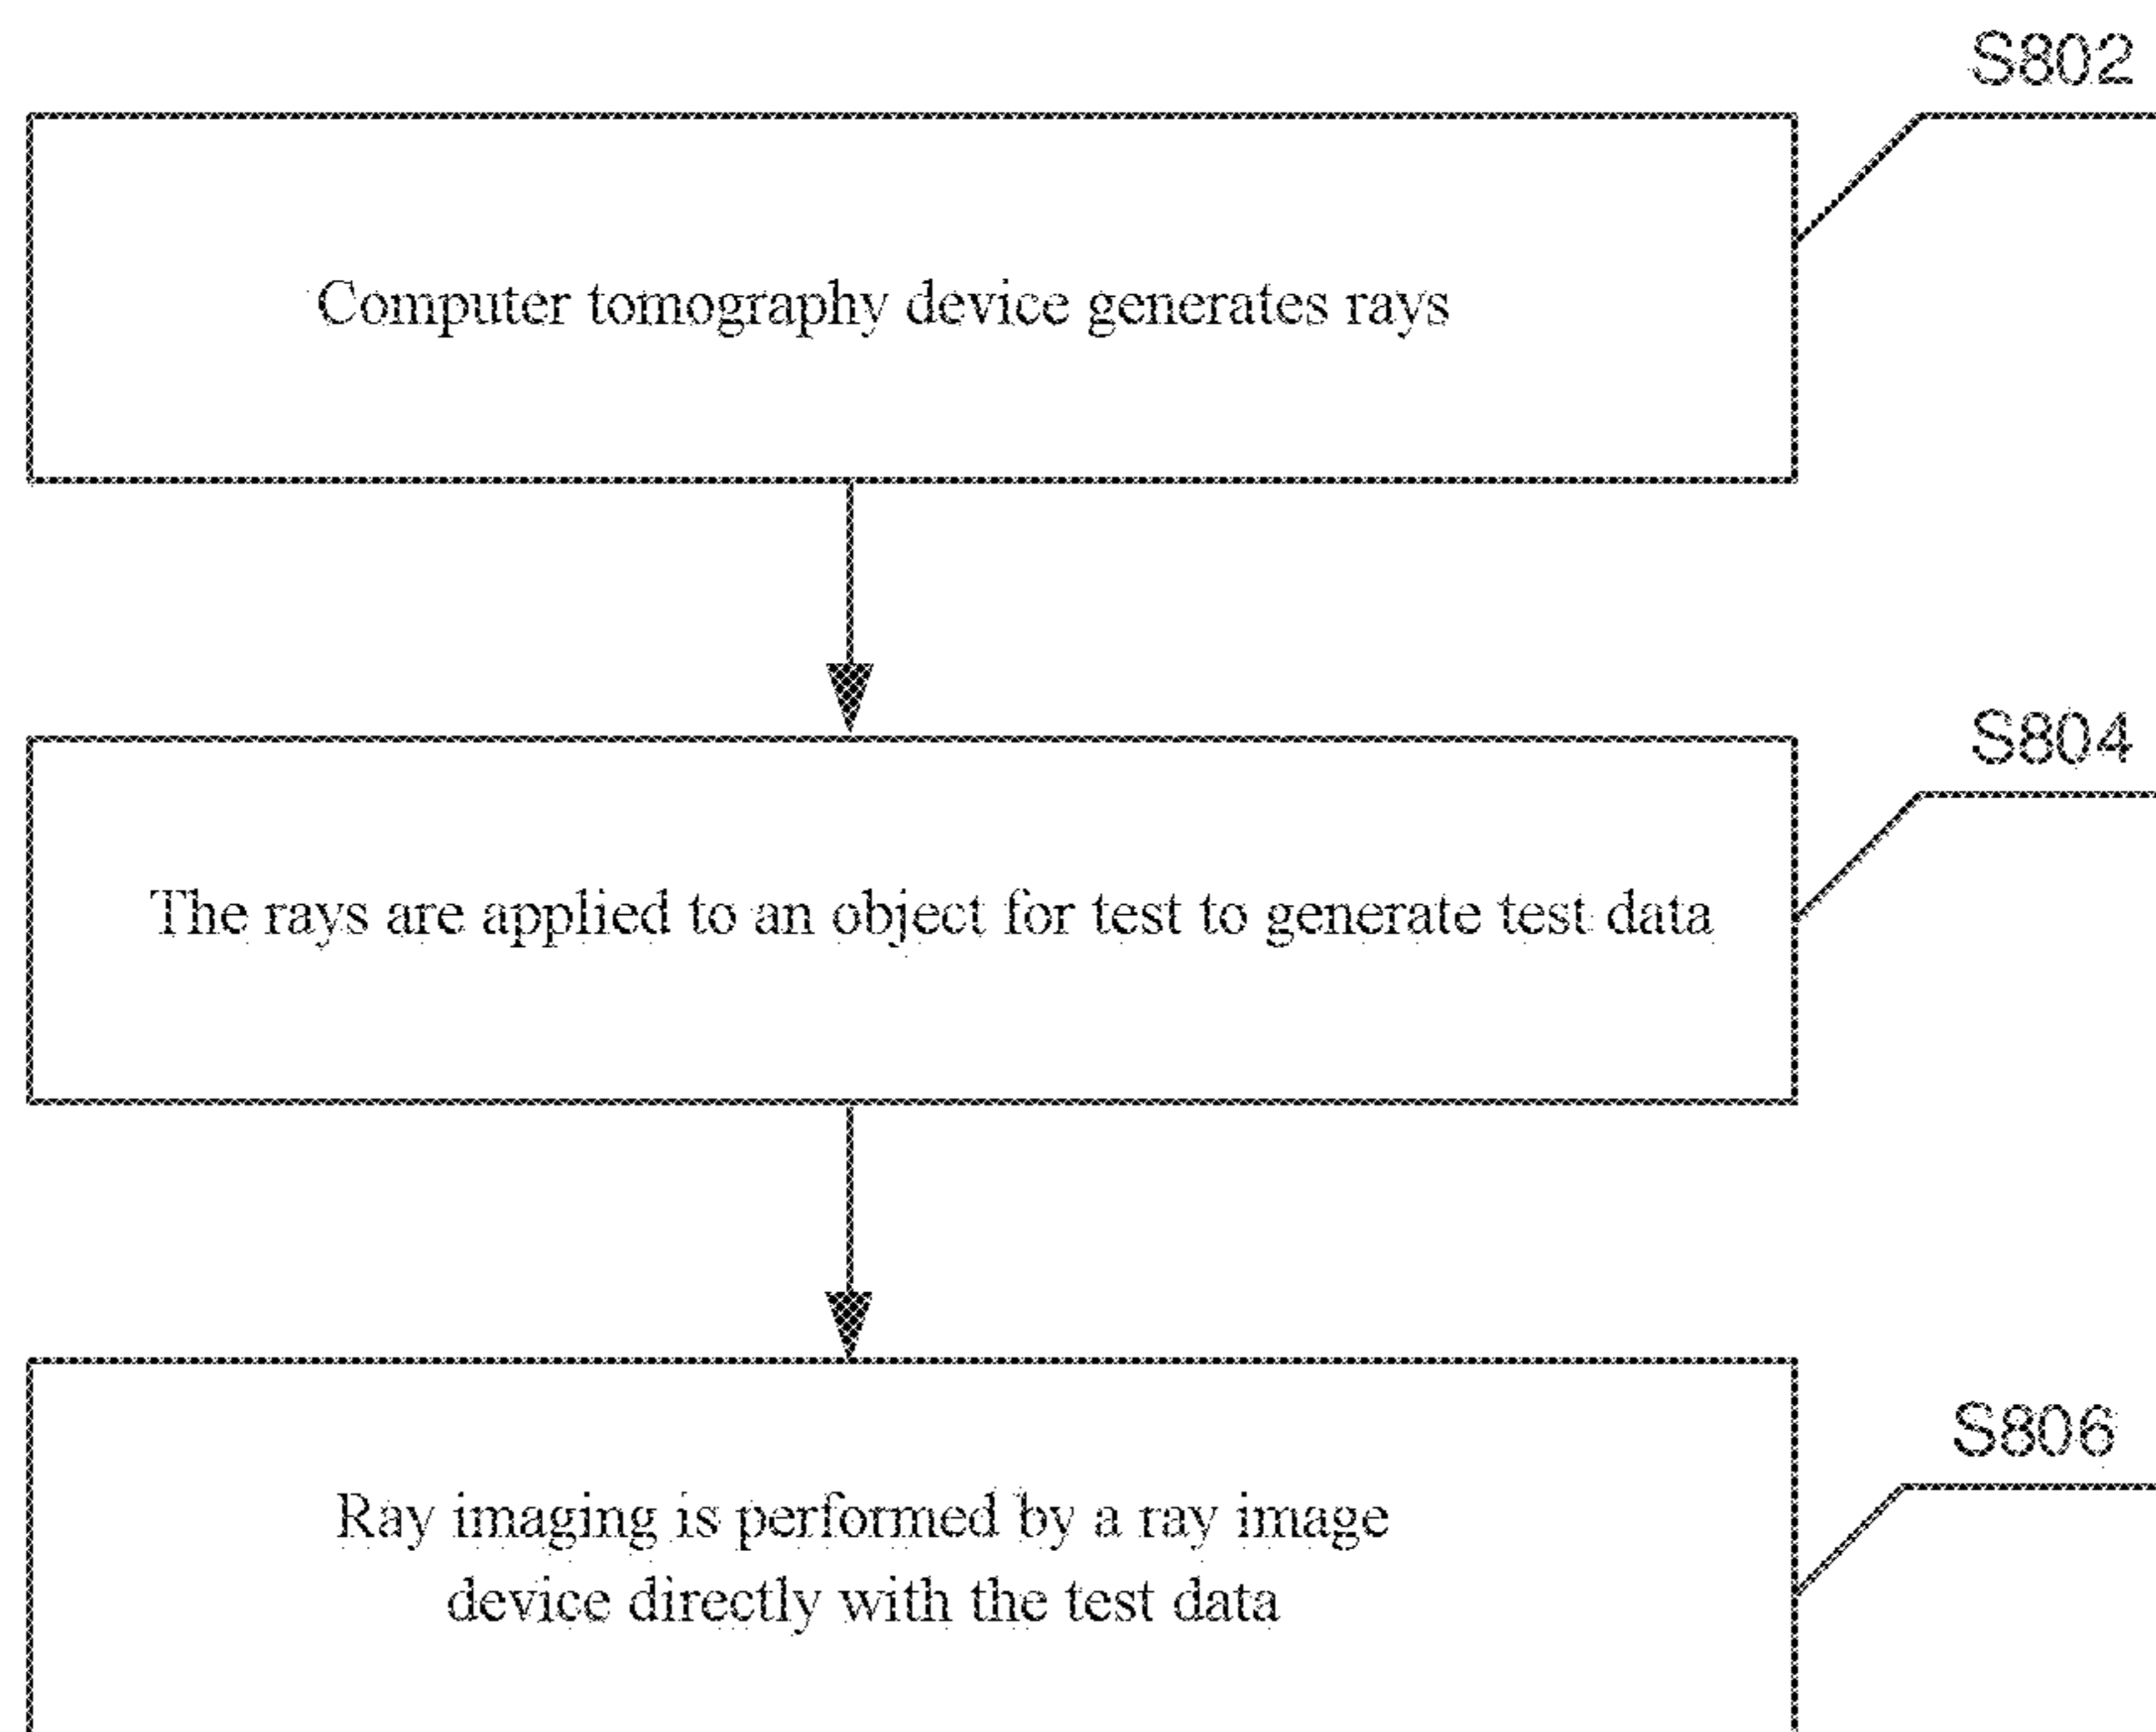 S802
Computer tomography device generates rays
S804
The rays are applied to an object for test to generate test data
S806
Ray imaging is performed by a ray image
device directly with the test data